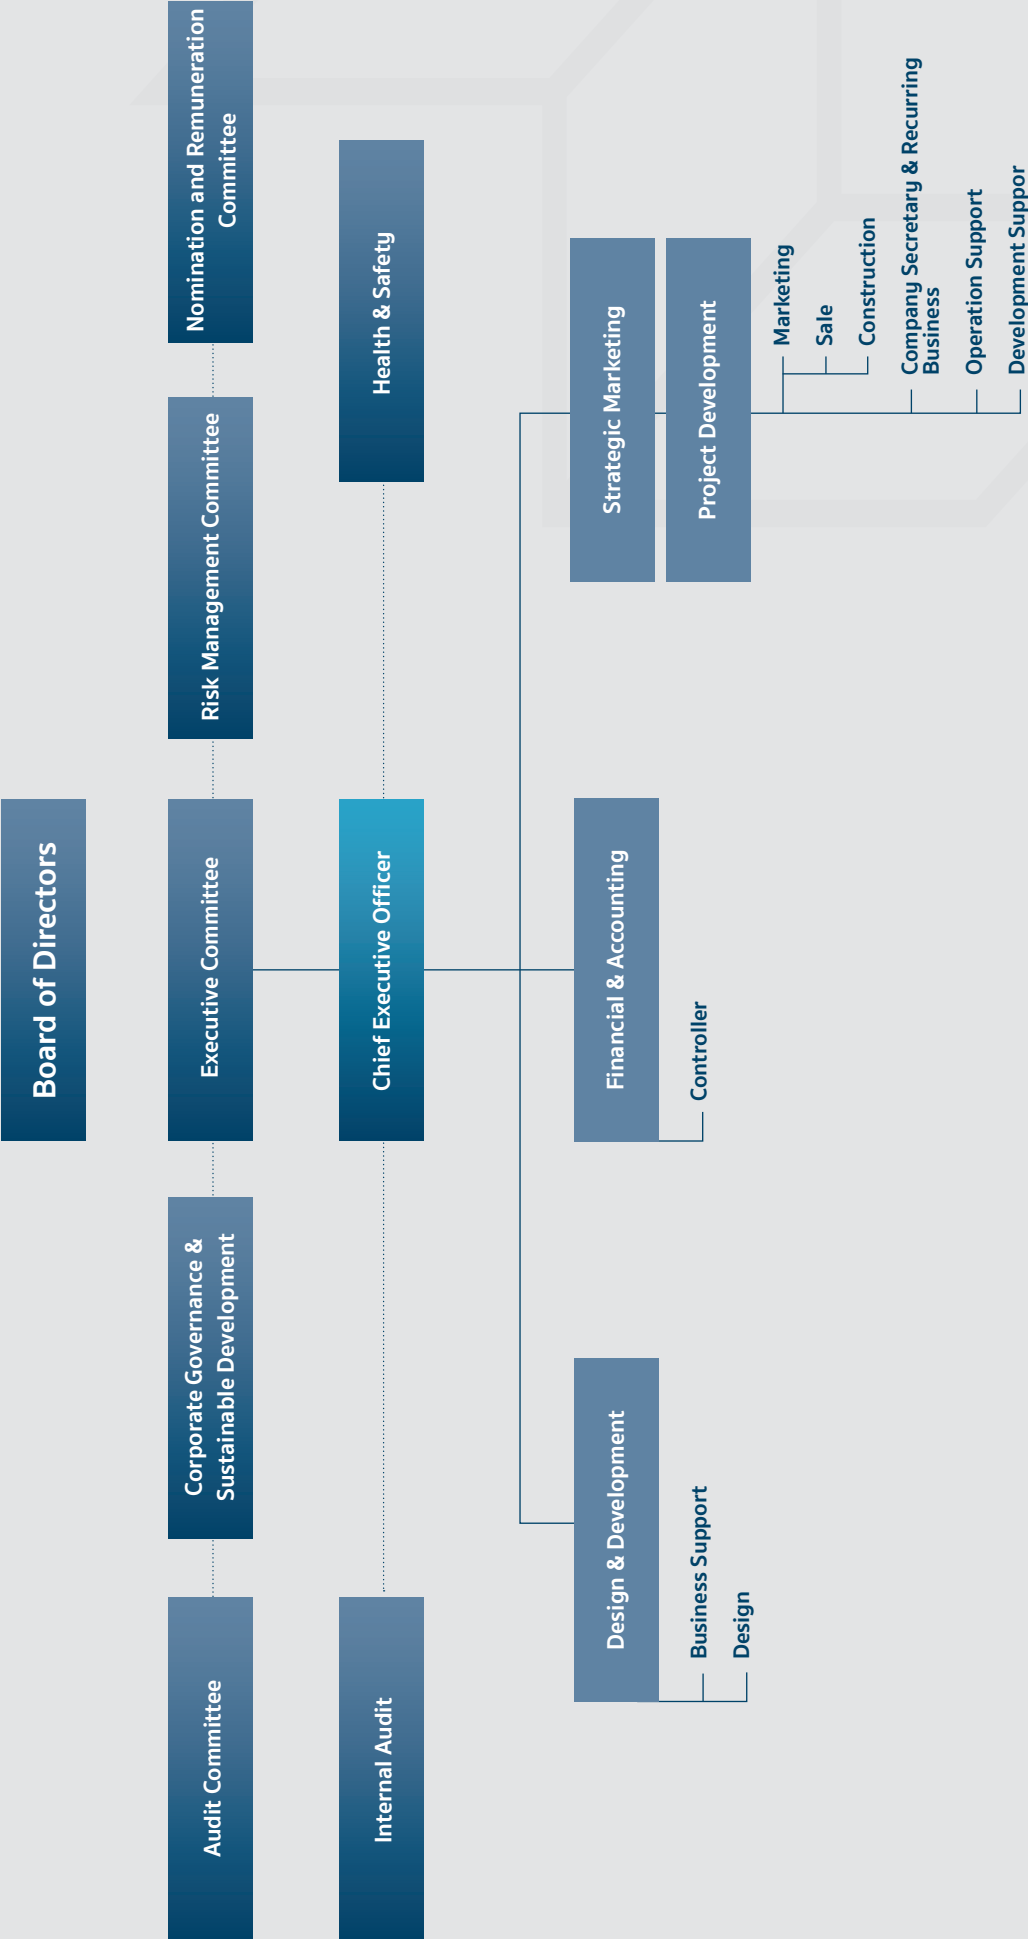 Board of Directors
Audit Committee
Corporate Governance &
Sustainable Development
Executive Committee
Risk Management Committee
Nomination and Remuneration
Committee
Internal Audit
Chief Executive Officer
Health & Safety
Design & Development
Business Support
Design
Financial & Accounting
Controller
Strategic Marketing
Project Development
Marketing
Sale
Construction
Company Secretary & Recurring
Business
Operation Support
Development Suppor